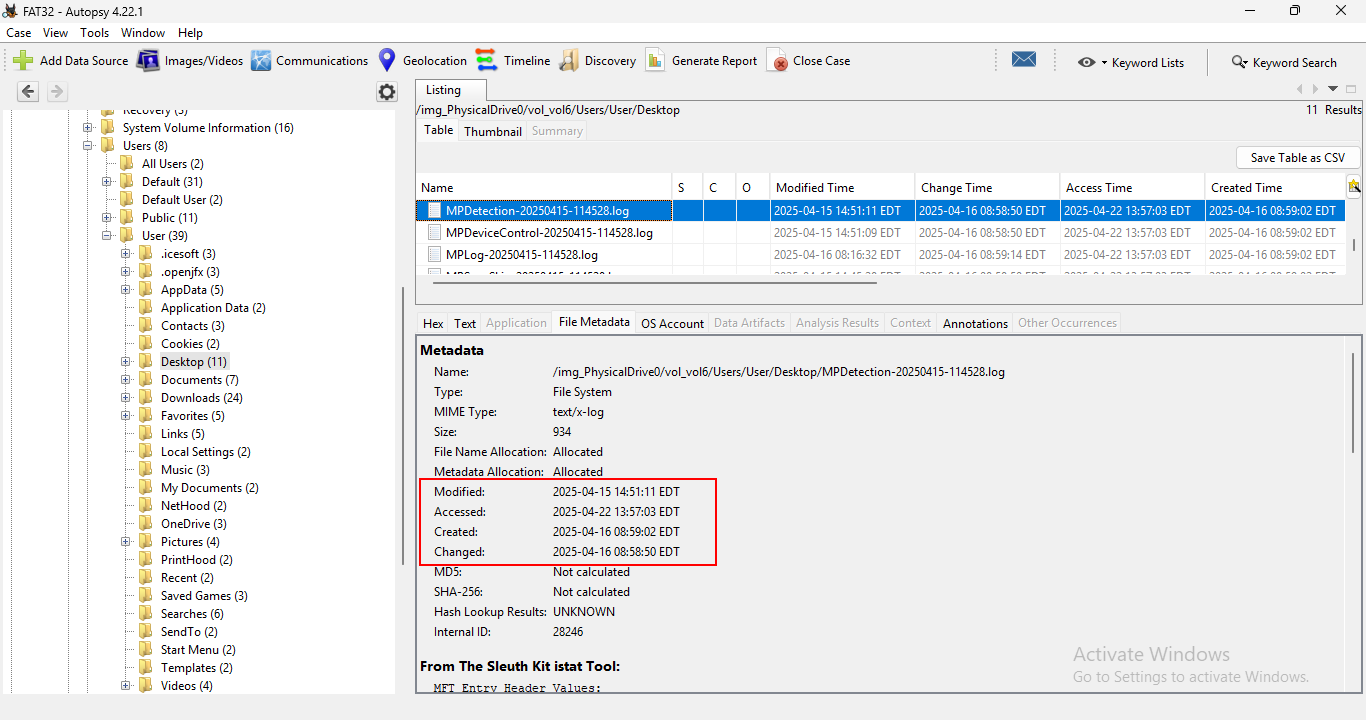 FAT32 - Autopsy 4.22.1
Case View Tools Window Help
Add Data Source Images/Videos Communications Geolocation Timeline Discovery Generate Report Close Case Keyword Lists Keyword Search
Recovery (3)
System Volume Information (16)
Users (8)
All Users (2)
Default (31)
Default User (2)
Public (11)
User (39)
.icesoft (3)
.openjfx (3)
AppData (5)
Application Data (2)
Contacts (3)
Cookies (2)
Desktop (11)
Documents (7)
Downloads (24)
Favorites (5)
Links (5)
Local Settings (2)
Music (3)
My Documents (2)
NetHood (2)
OneDrive (3)
Pictures (4)
PrintHood (2)
Recent (2)
Saved Games (3)
Searches (6)
SendTo (2)
Start Menu (2)
Templates (2)
Videos (4)
Listing
/img_PhysicalDrive0/vol_vol6/Users/User/Desktop 11 Results
Table Thumbnail Summary
Save Table as CSV
Name S C O Modified Time Change Time Access Time Created Time
MPDetection-20250415-114528.log 2025-04-15 14:51:11 EDT 2025-04-16 08:58:50 EDT 2025-04-22 13:57:03 EDT 2025-04-16 08:59:02 EDT
MPDeviceControl-20250415-114528.log 2025-04-15 14:51:09 EDT 2025-04-16 08:58:50 EDT 2025-04-22 13:57:03 EDT 2025-04-16 08:59:02 EDT
MPLog-20250415-114528.log 2025-04-16 08:16:32 EDT 2025-04-16 08:59:14 EDT 2025-04-22 13:57:03 EDT 2025-04-16 08:59:02 EDT
Hex Text Application File Metadata OS Account Data Artifacts Analysis Results Context Annotations Other Occurrences
Metadata
Name: /img_PhysicalDrive0/vol_vol6/Users/User/Desktop/MPDetection-20250415-114528.log
Type: File System
MIME Type: text/x-log
Size: 934
File Name Allocation: Allocated
Metadata Allocation: Allocated
Modified: 2025-04-15 14:51:11 EDT
Accessed: 2025-04-22 13:57:03 EDT
Created: 2025-04-16 08:59:02 EDT
Changed: 2025-04-16 08:58:50 EDT
MD5: Not calculated
SHA-256: Not calculated
Hash Lookup Results: UNKNOWN
Internal ID: 28246
From The Sleuth Kit istat Tool:
MFT Entry Header Values:
Activate Windows
Go to Settings to activate Windows.